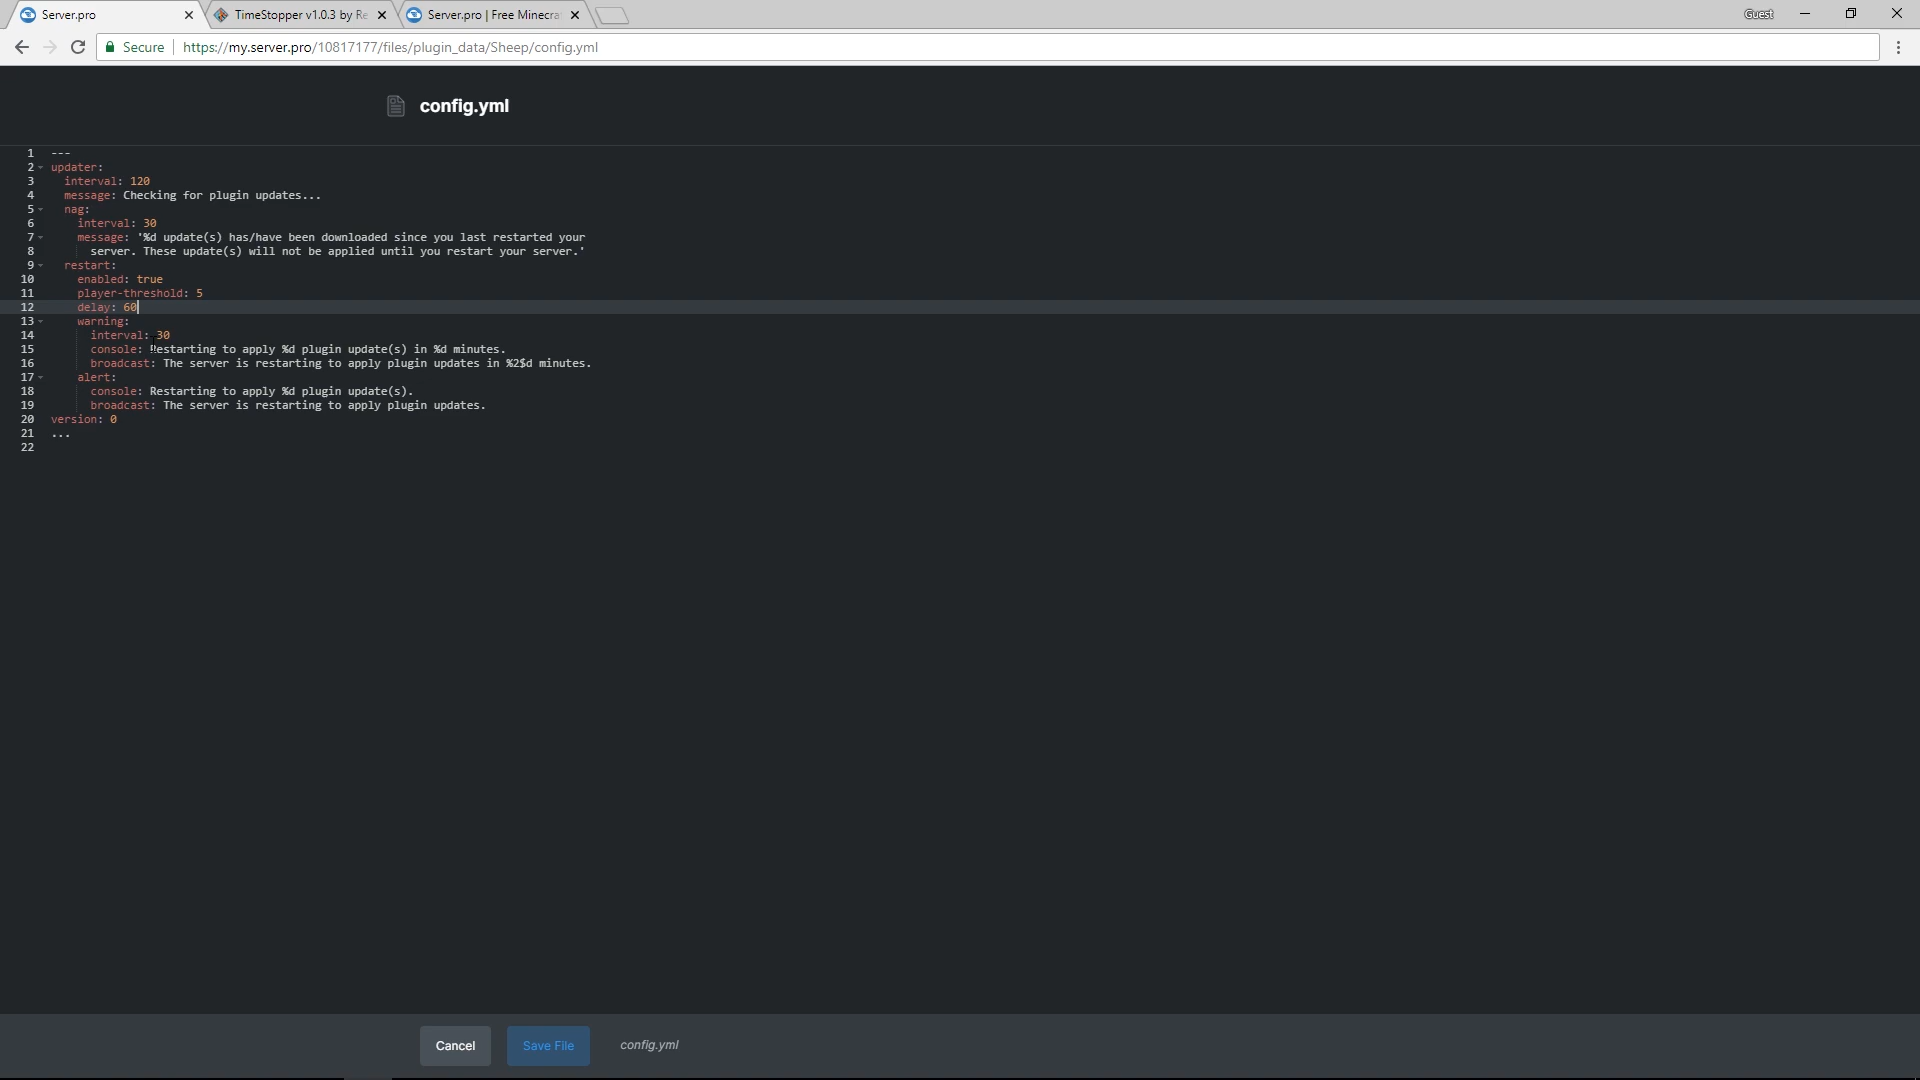 Server.pro
TimeStopper v1.0.3 by Re
Server.pro | Free Minecra
Guest
Secure
https://my.server.pro/10817177/files/plugin_data/Sheep/config.yml
config.yml
1 ---
2 updater:
3 interval: 120
4 message: Checking for plugin updates...
5 nag:
6 interval: 30
7 message: '%d update(s) has/have been downloaded since you last restarted your
8 server. These update(s) will not be applied until you restart your server.'
9 restart:
10 enabled: true
11 player-threshold: 5
12 delay: 60
13 warning:
14 interval: 30
15 console: Restarting to apply %d plugin update(s) in %d minutes.
16 broadcast: The server is restarting to apply plugin updates in %2$d minutes.
17 alert:
18 console: Restarting to apply %d plugin update(s).
19 broadcast: The server is restarting to apply plugin updates.
20 version: 0
21 ...
22
Cancel
Save File
config.yml